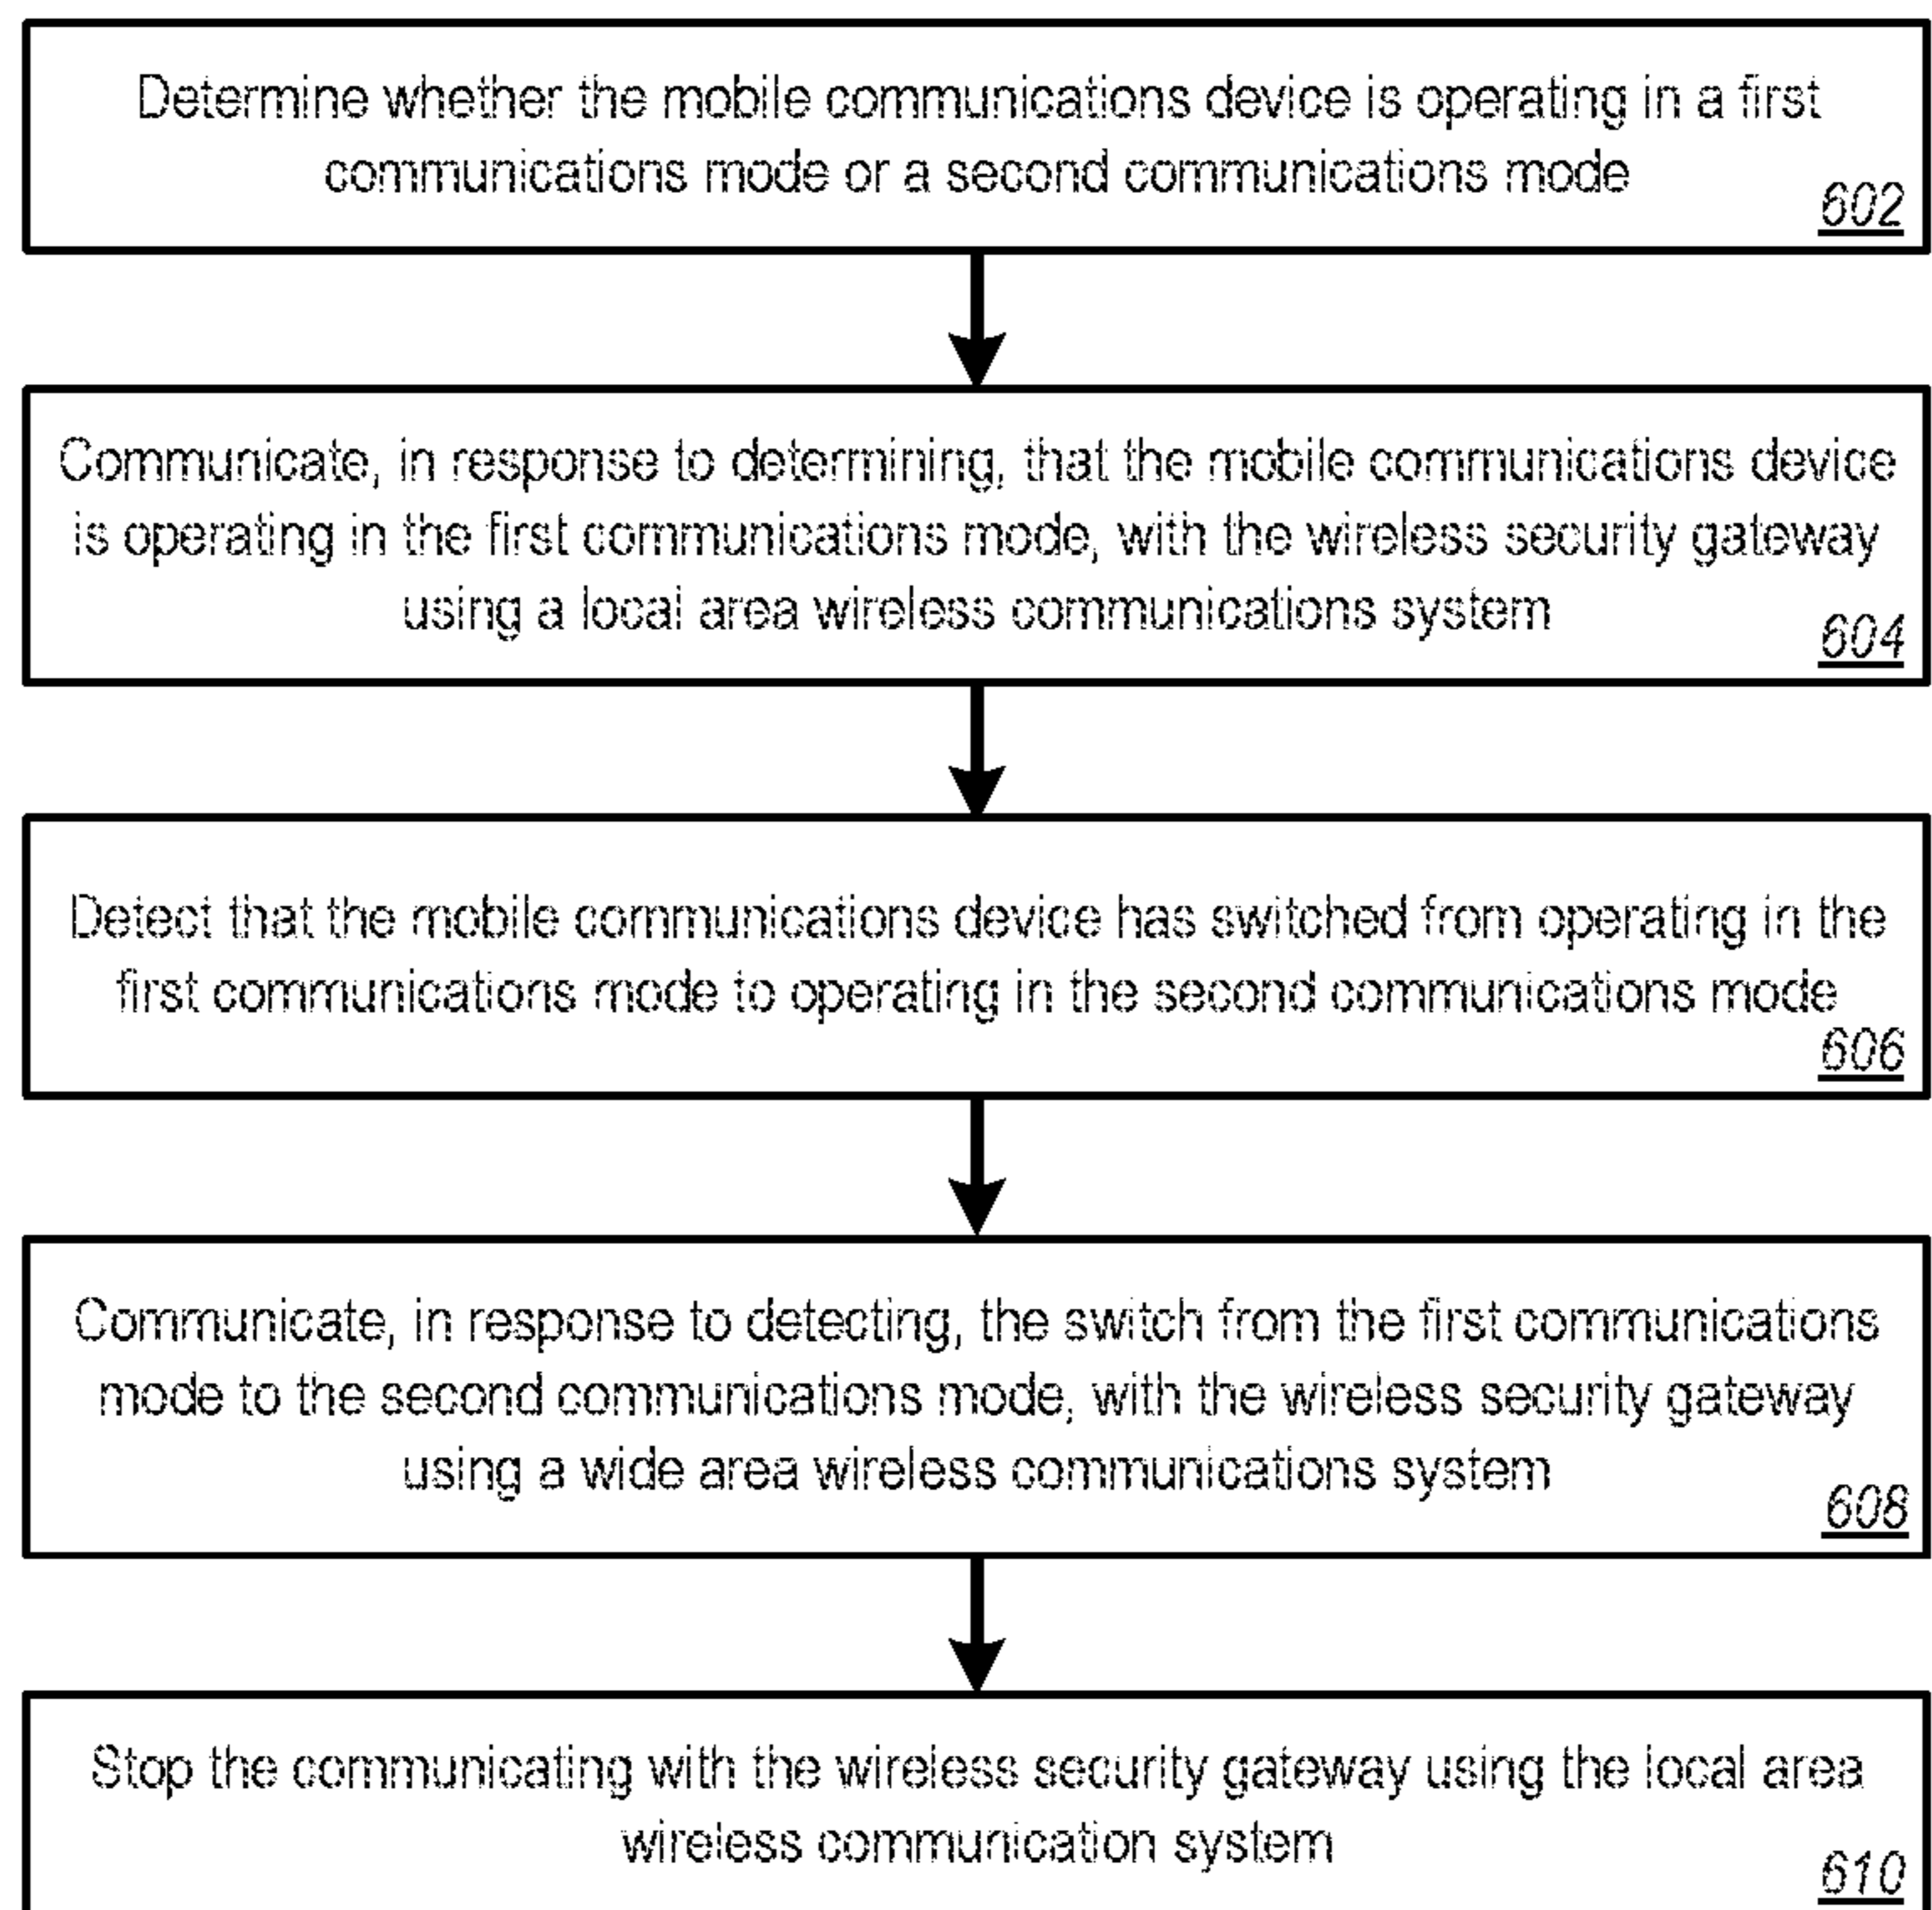 Determine whether the mobile communications device is operating in a first
communications mode or a second communications mode
602
Communicate, in response to determining, that the mobile communications device
is operating in the first communications mode, with the wireless security gateway
using a local area wireless communications system
604
Detect that the mobile communications device has switched from operating in the
first communications mode to operating in the second communications mode
606
Communicate, in response to detecting, the switch from the first communications
mode to the second communications mode, with the wireless security gateway
using a wide area wireless communications system
608
Stop the communicating with the wireless security gateway using the local area
wireless communication system
610